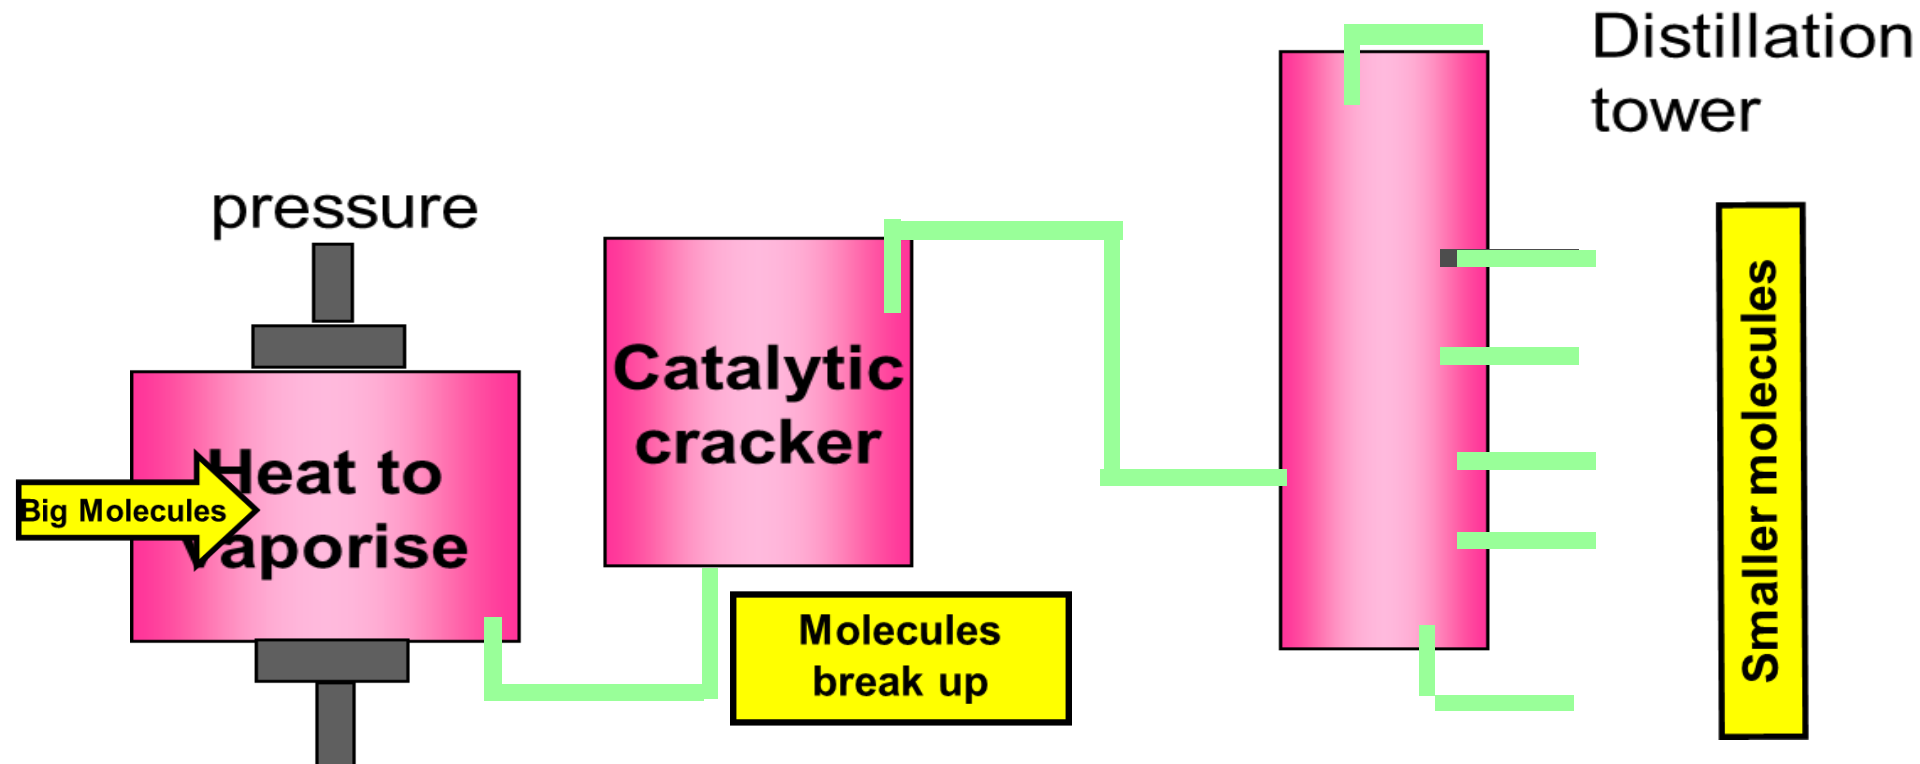 Distillation
tower
pressure
Big Molecules
Heat to
vaporise
Catalytic
cracker
Molecules
break up
Smaller molecules